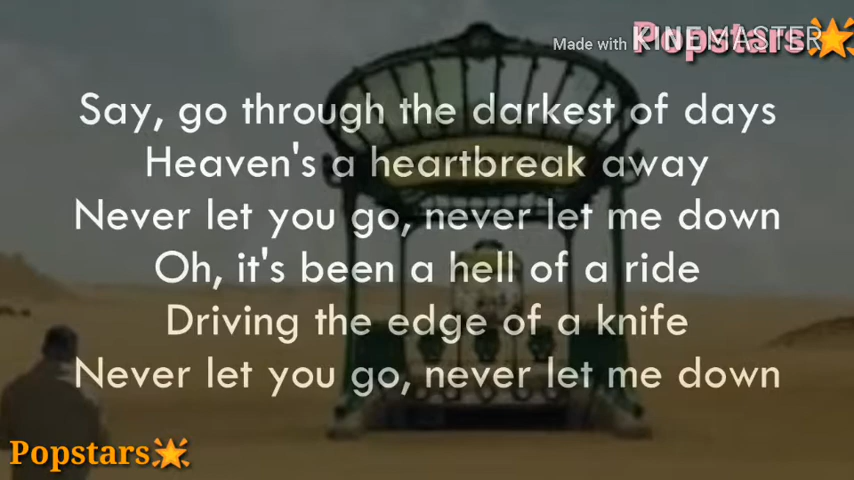 Made with KINEMASTER
Popstars🌟
Say, go through the darkest of days
Heaven's a heartbreak away
Never let you go, never let me down
Oh, it's been a hell of a ride
Driving the edge of a knife
Never let you go, never let me down
Popstars🌟